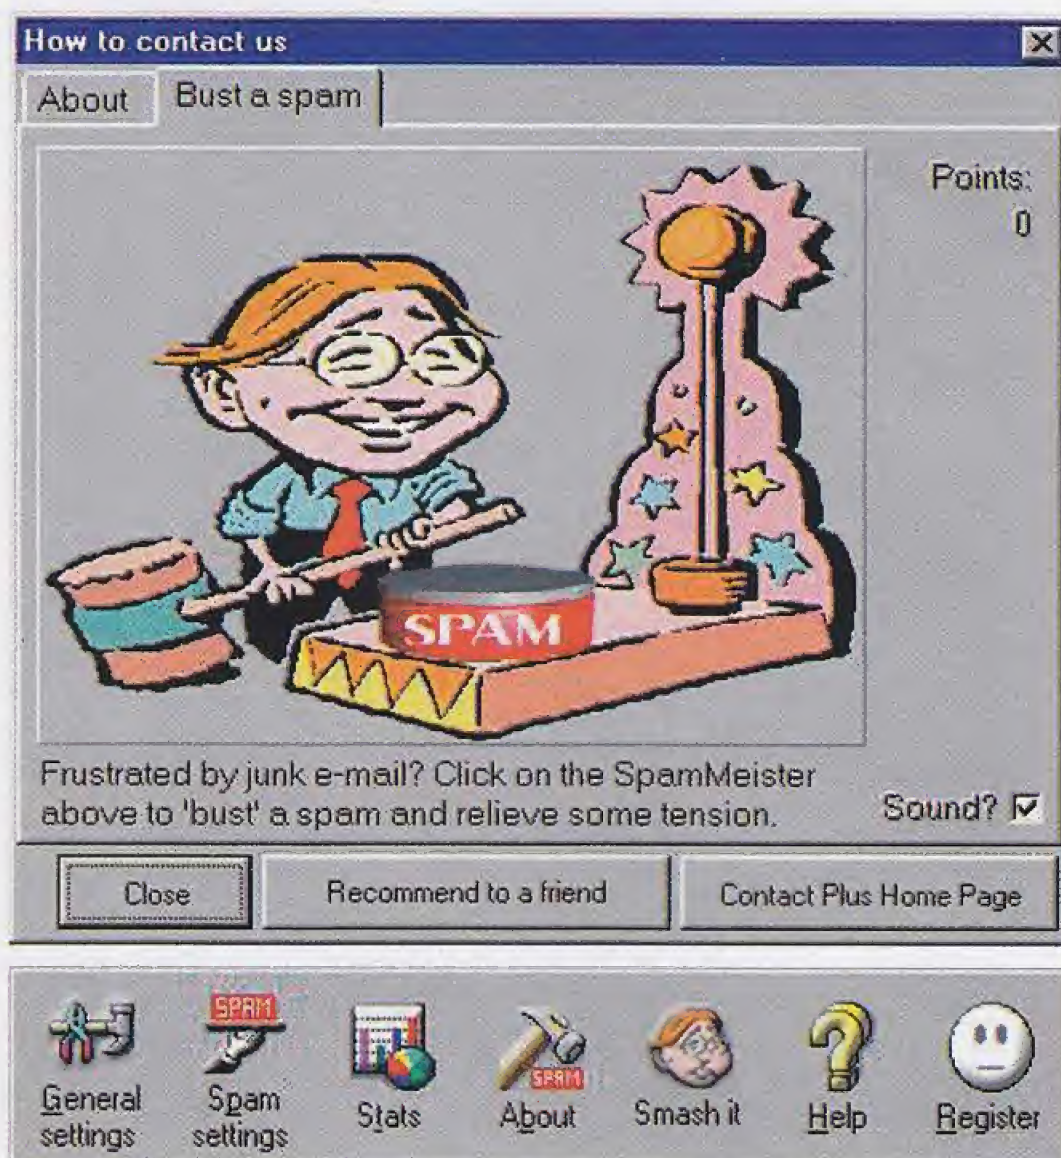 How to contact us
About
Bust a spam
Points:
0
SPAM
Frustrated by junk e-mail? Click on the SpamMeister
above to 'bust' a spam and relieve some tension.
Sound?
Close
Recommend to a friend
Contact Plus Home Page
SPAM
SPAM
General
settings
Spam
settings
Stats
About
Smash it
Help
Register